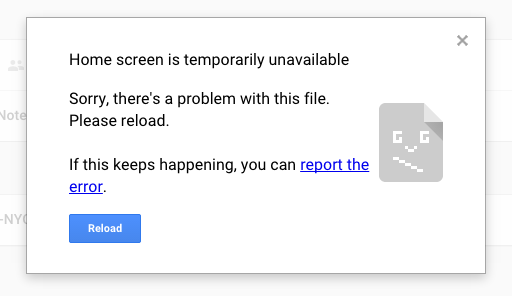 Home screen is temporarily unavailable
×
Sorry, there's a problem with this file.
Please reload.
If this keeps happening, you can report the
error.
Reload
G G
Note
-NYC